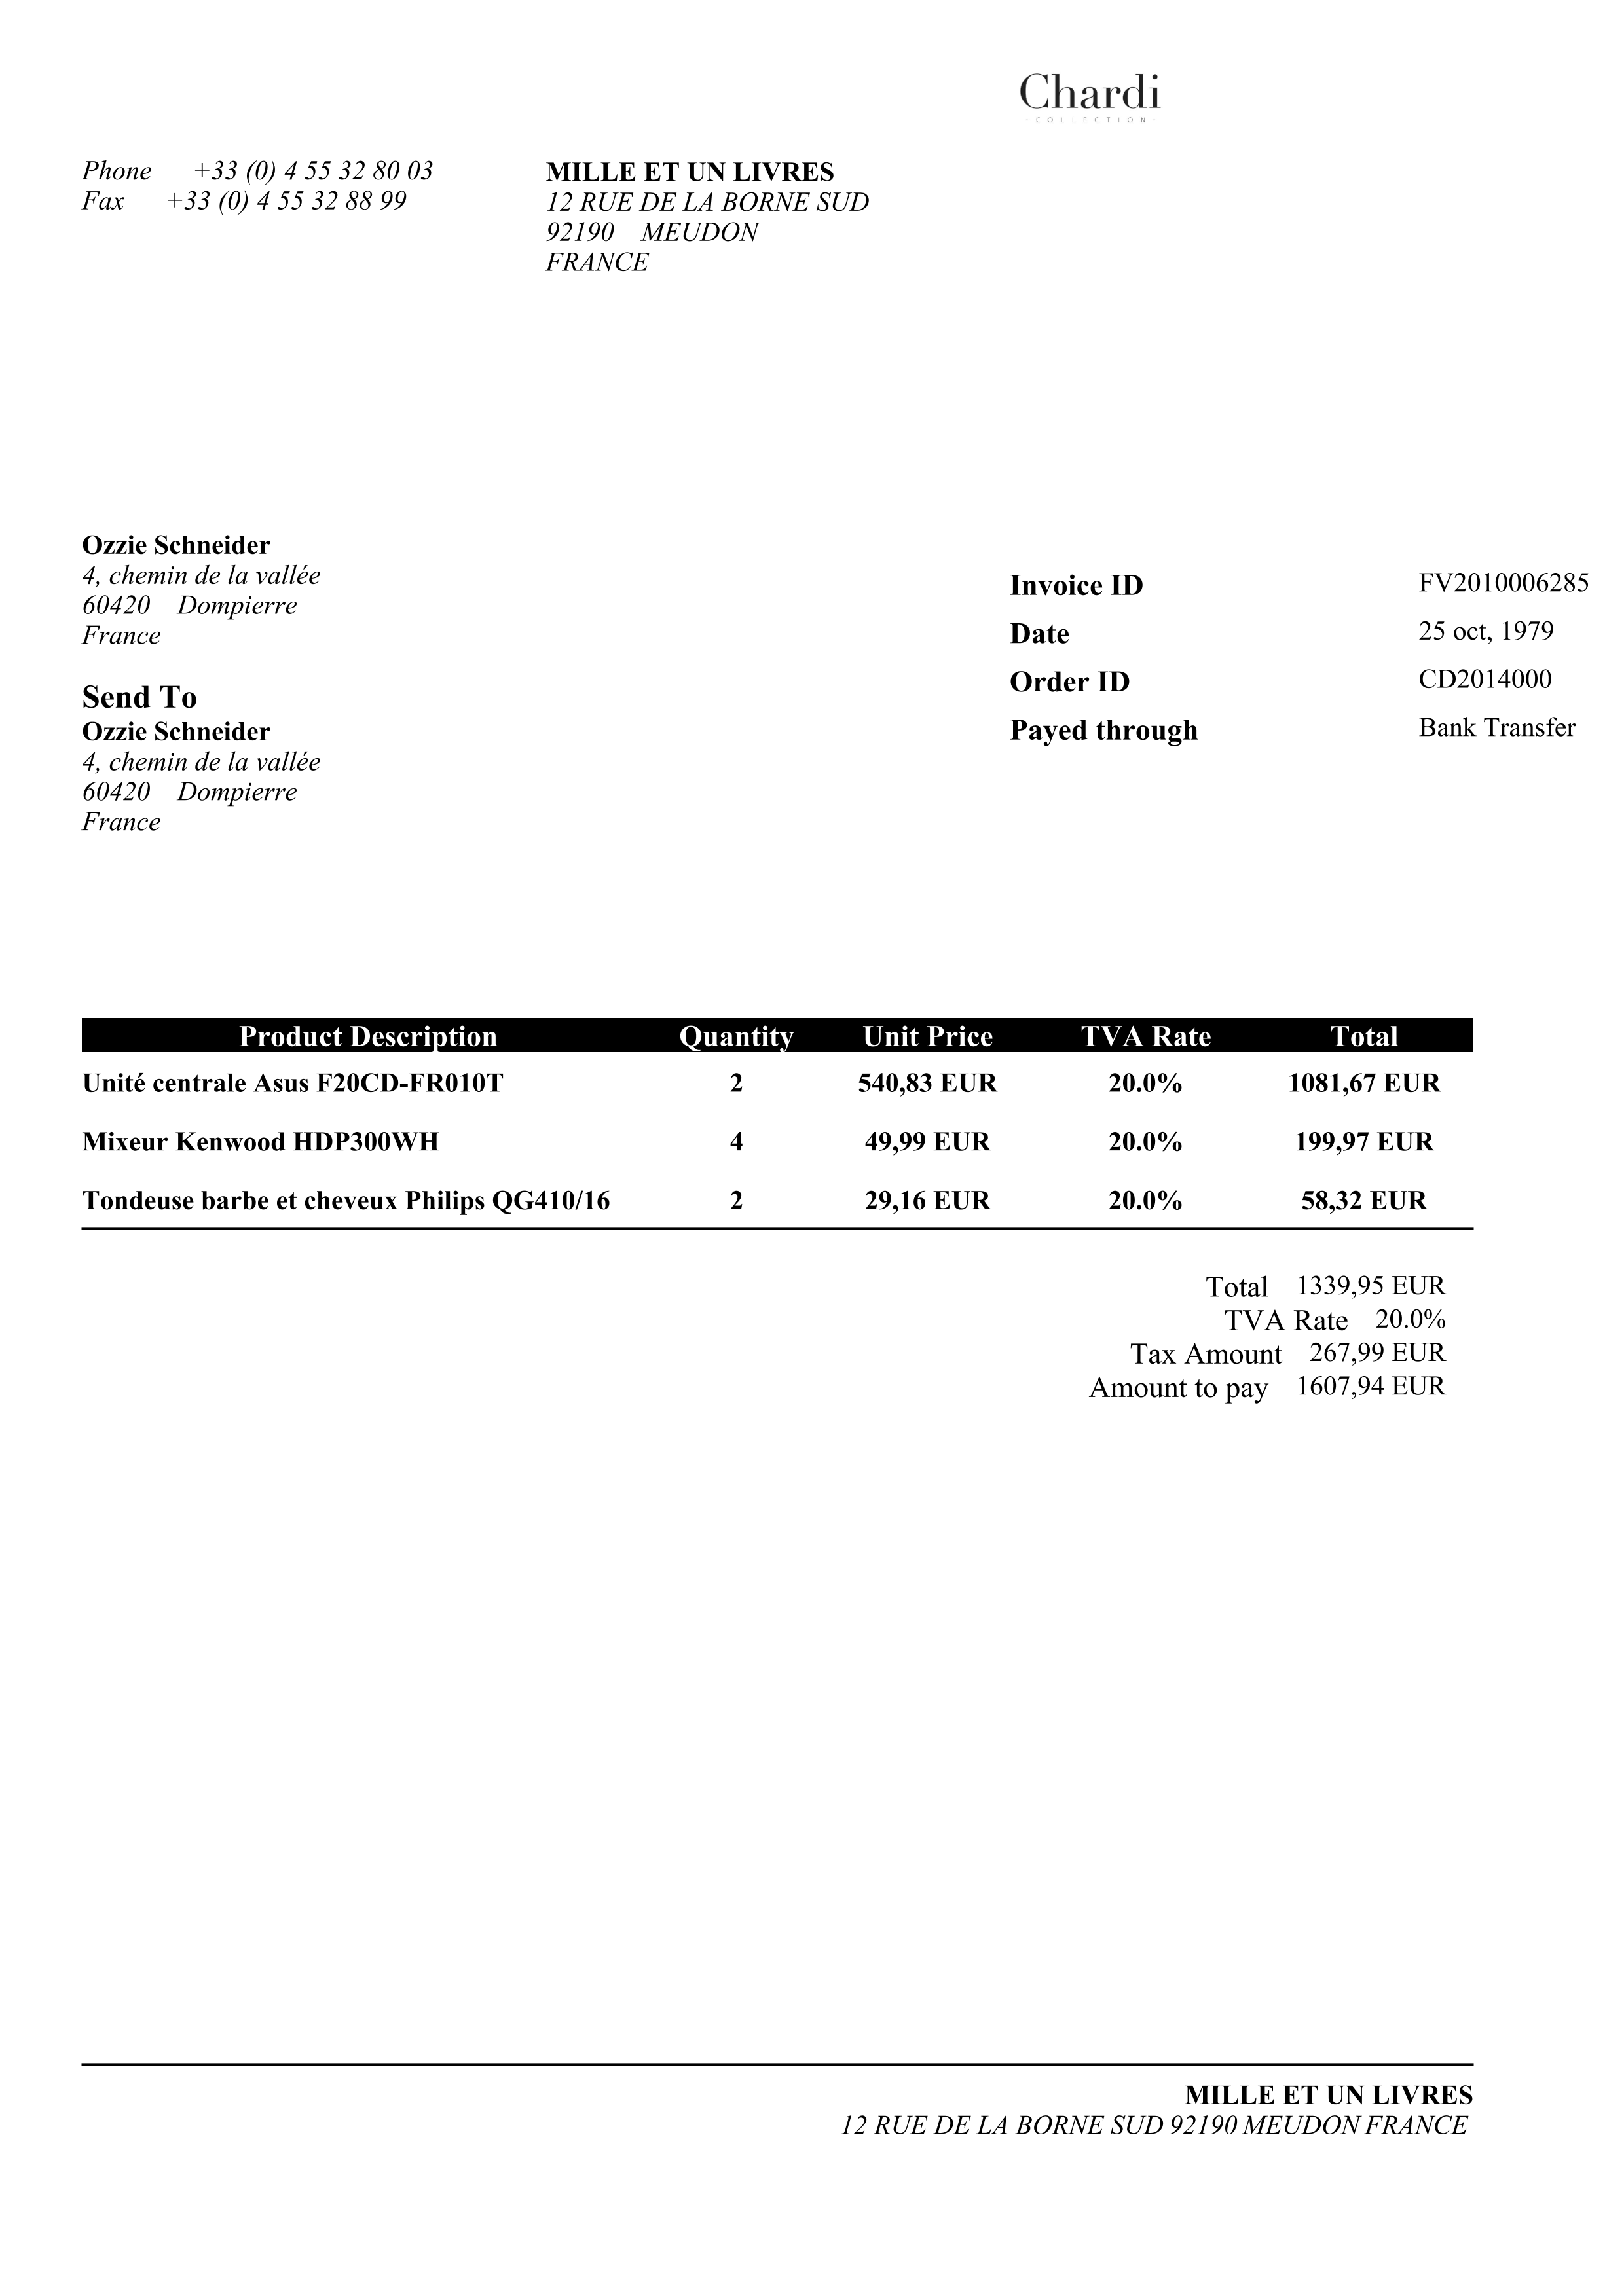 Chardi
· COLLECTION ·
Phone +33 (0) 4 55 32 80 03
Fax +33 (0) 4 55 32 88 99
MILLE ET UN LIVRES
12 RUE DE LA BORNE SUD
92190 MEUDON
FRANCE
Ozzie Schneider
4, chemin de la vallée
60420 Dompierre
France
Send To
Ozzie Schneider
4, chemin de la vallée
60420 Dompierre
France
Invoice ID FV2010006285
Date 25 oct, 1979
Order ID CD2014000
Payed through Bank Transfer
Product Description Quantity Unit Price TVA Rate Total
Unité centrale Asus F20CD-FR010T 2 540,83 EUR 20.0% 1081,67 EUR
Mixeur Kenwood HDP300WH 4 49,99 EUR 20.0% 199,97 EUR
Tondeuse barbe et cheveux Philips QG410/16 2 29,16 EUR 20.0% 58,32 EUR
Total 1339,95 EUR
TVA Rate 20.0%
Tax Amount 267,99 EUR
Amount to pay 1607,94 EUR
MILLE ET UN LIVRES
12 RUE DE LA BORNE SUD 92190 MEUDON FRANCE